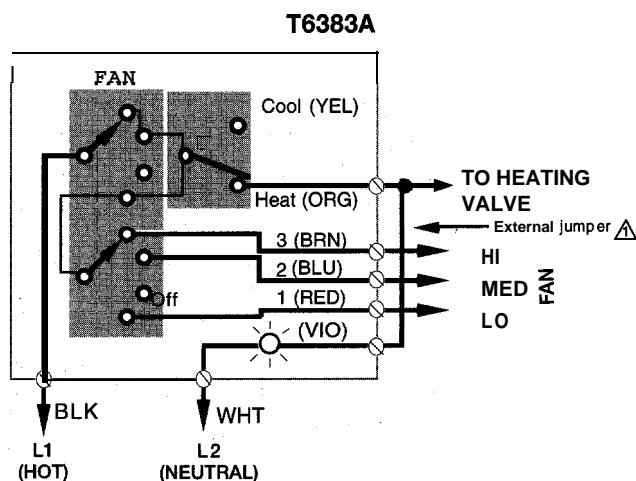 T6383A
FAN
Cool (YEL)
Heat (ORG)
TO HEATING
VALVE
External jumper 1
3 (BRN)
HI
2 (BLU)
MED
FAN
Off
1 (RED)
LO
(VIO)
BLK
WHT
L1
(HOT)
L2
(NEUTRAL)